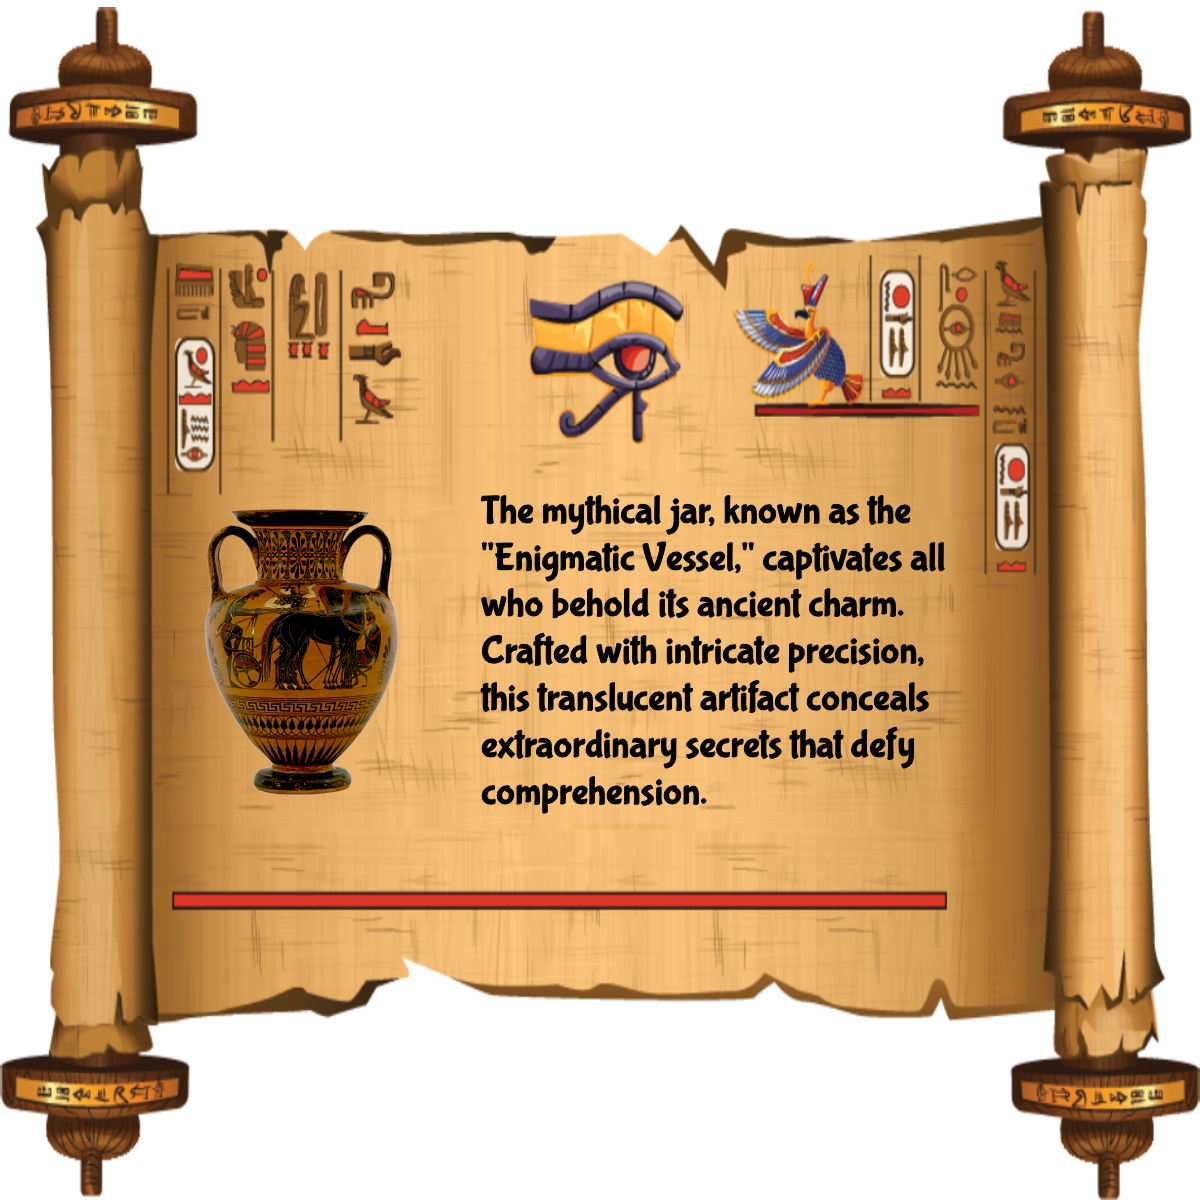 The mythical jar, known as the
"Enigmatic Vessel," captivates all
who behold its ancient charm.
Crafted with intricate precision,
this translucent artifact conceals
extraordinary secrets that defy
comprehension.